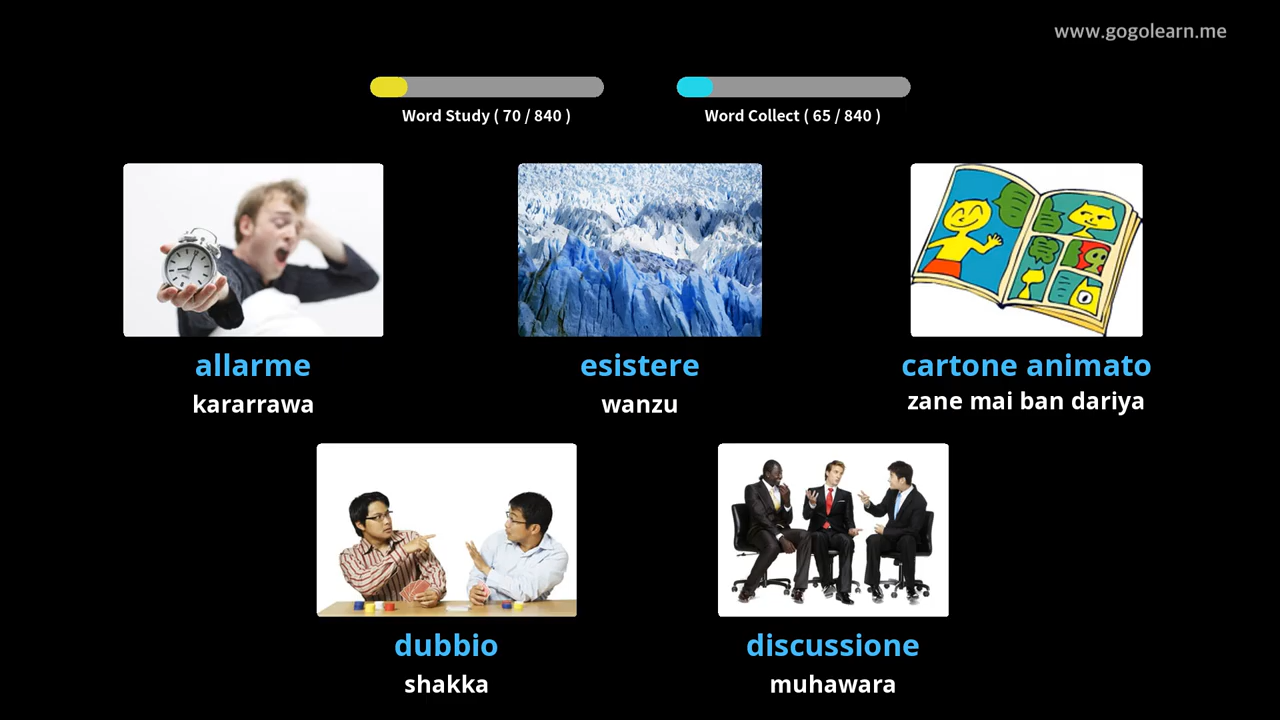 www.gogolearn.me
Word Study ( 70 / 840 )
Word Collect ( 65 / 840 )
allarme
esistere
cartone animato
kararrawa
wanzu
zane mai ban dariya
dubbio
discussione
shakka
muhawara